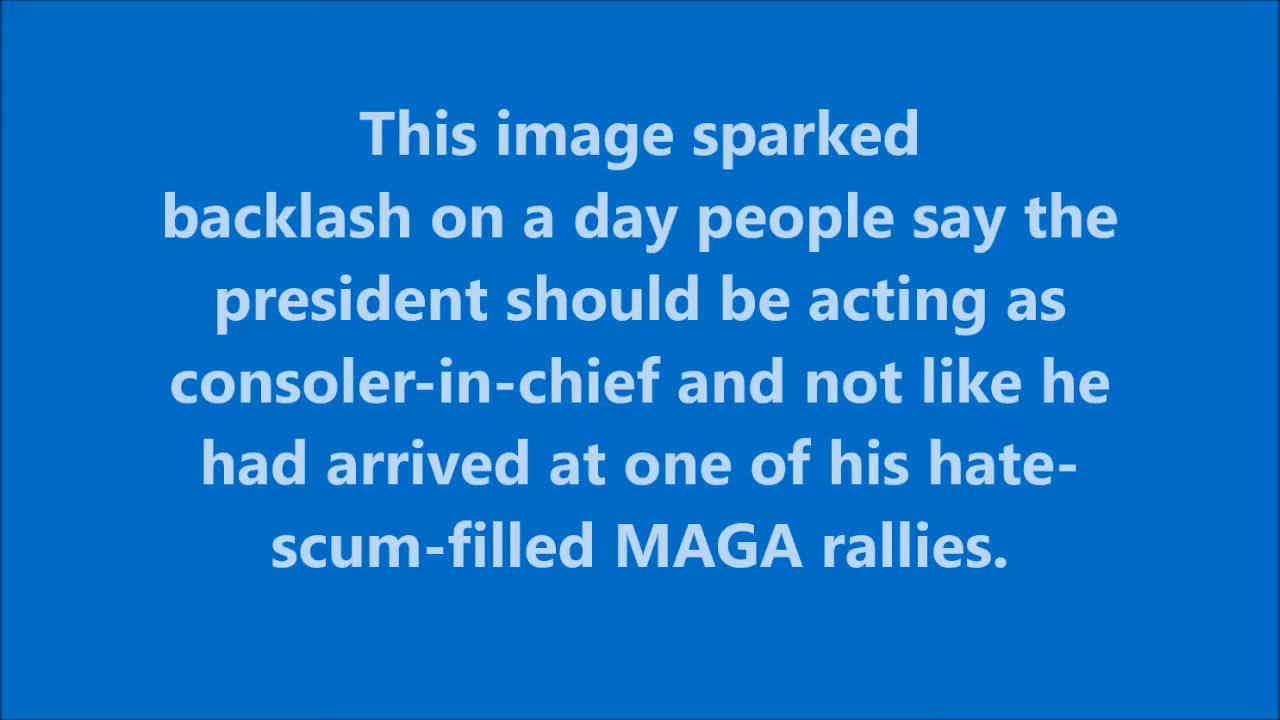 This image sparked
backlash on a day people say the
president should be acting as
consoler-in-chief and not like he
had arrived at one of his hate-
scum-filled MAGA rallies.